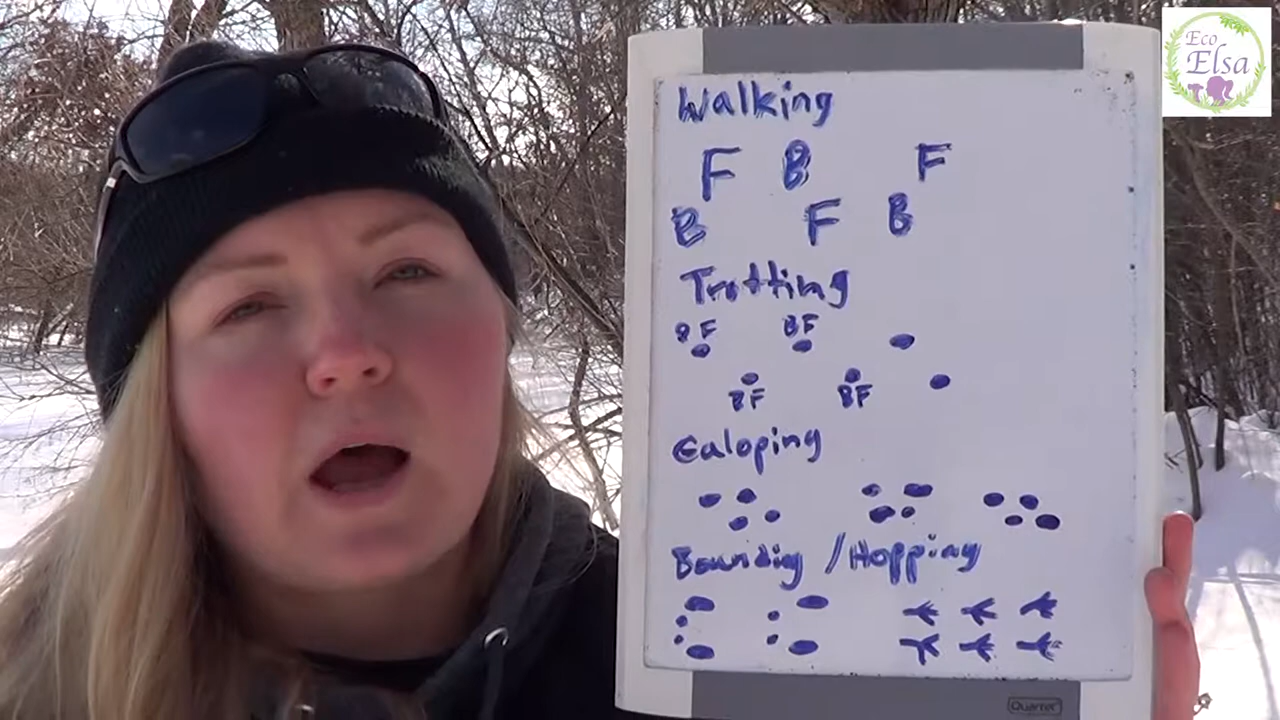 Eco
Elsa
Walking
F B F
B F B
Trotting
BF BF
BF BF
Galoping
Bounding / Hopping
Quartet